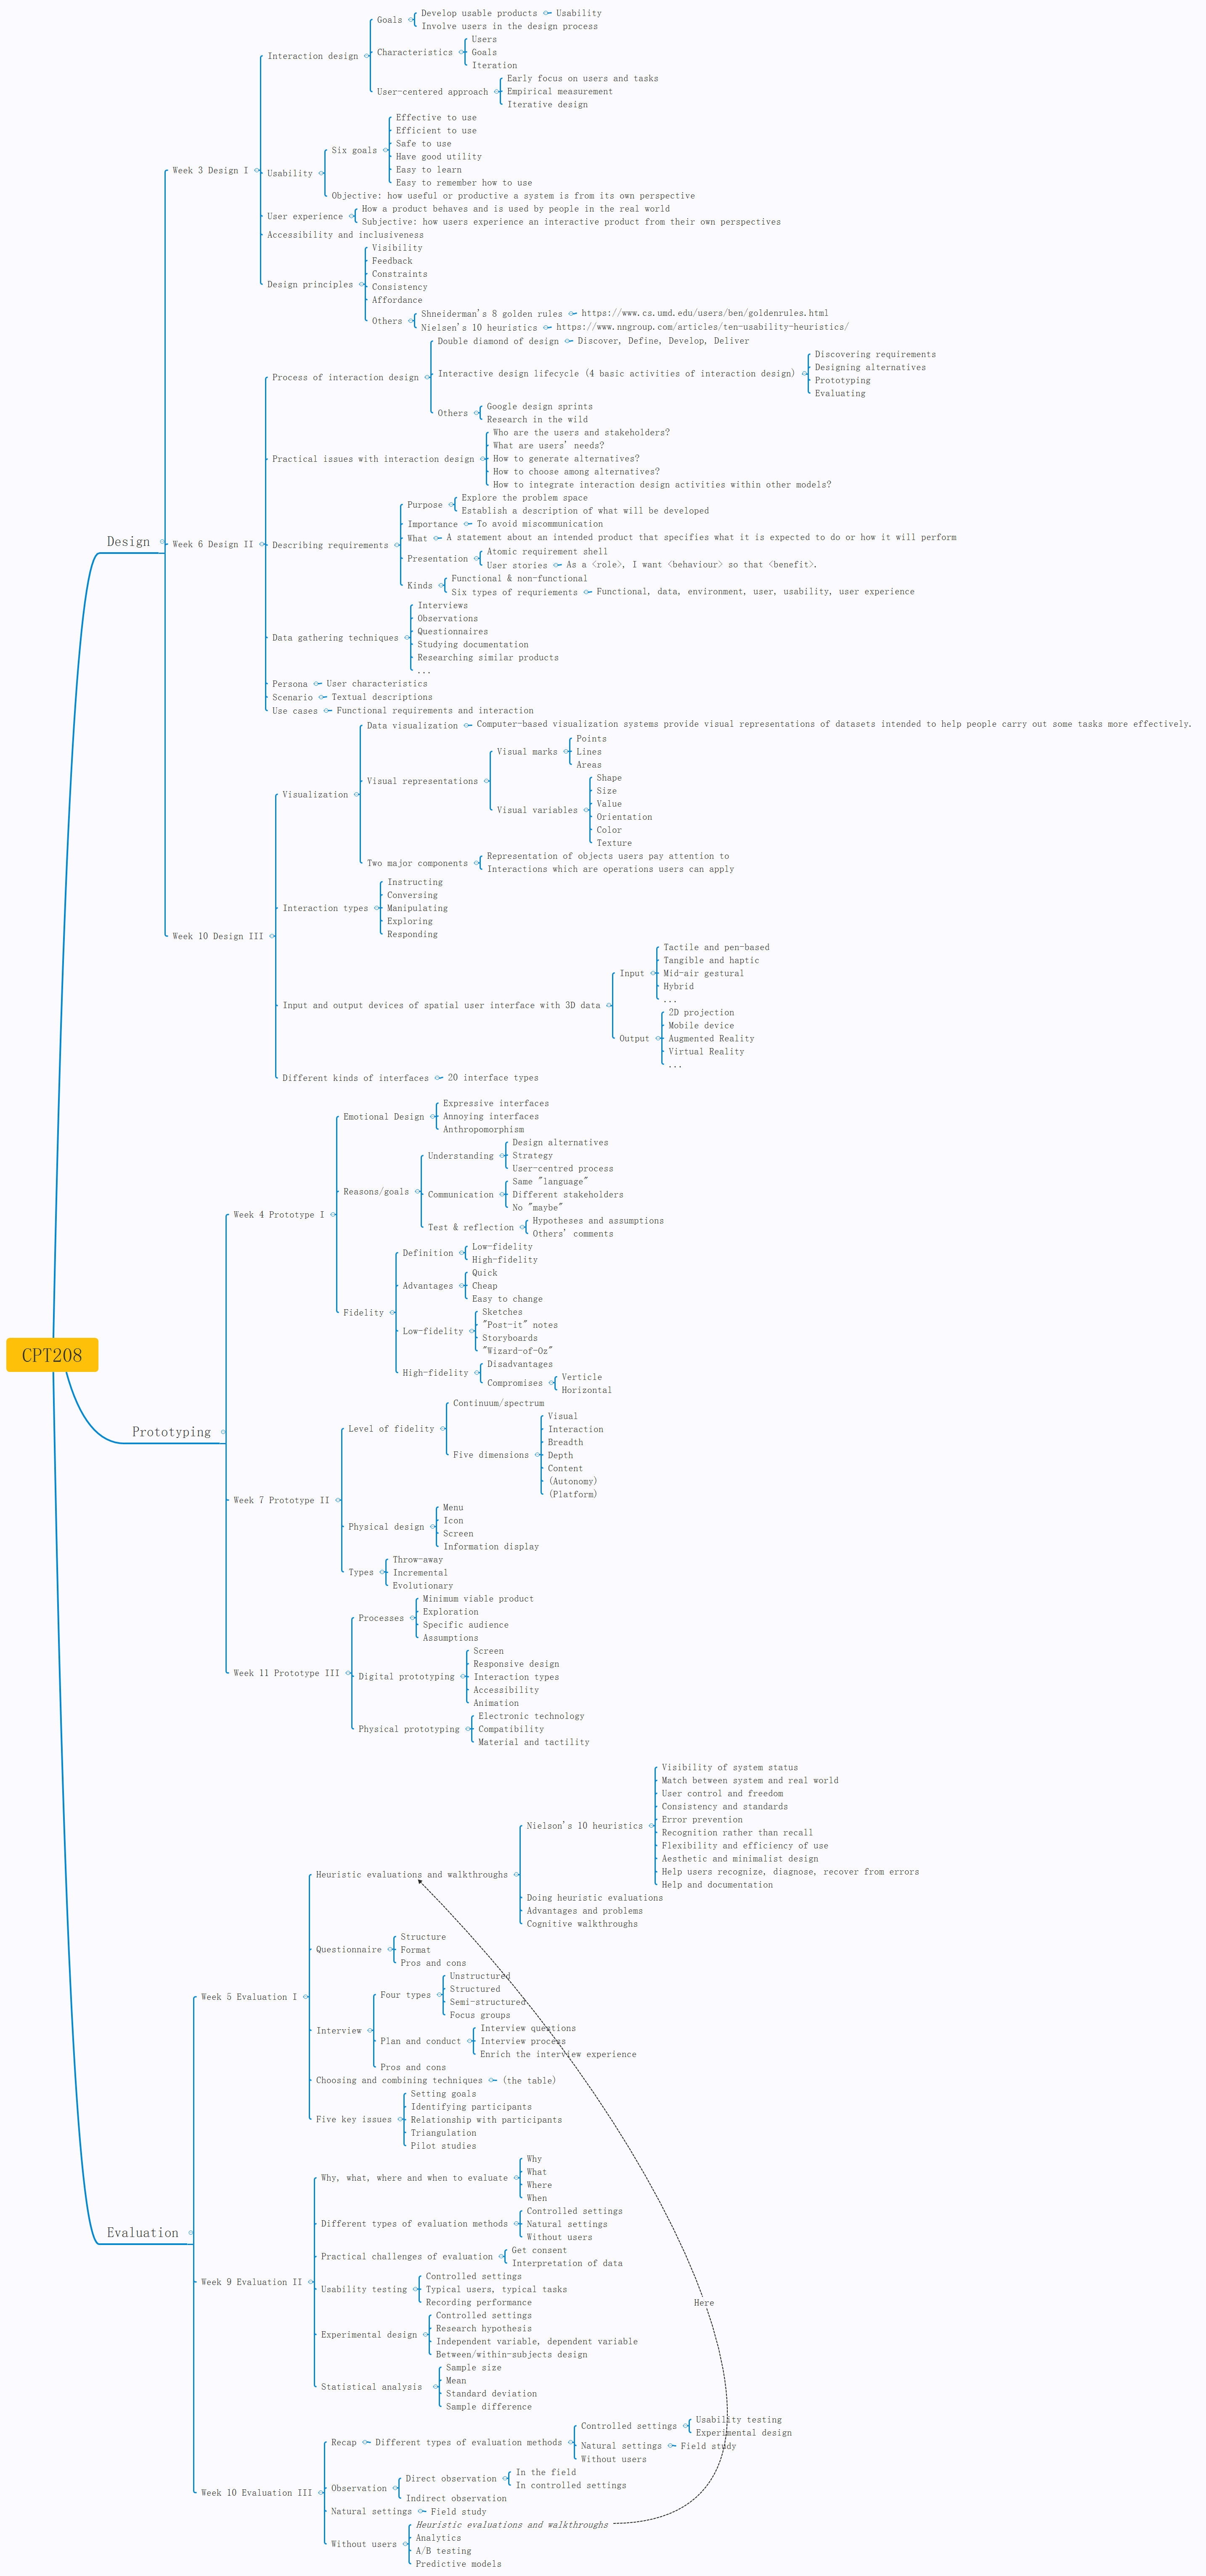 CPT208
Design
Week 3 Design I
Interaction design
Goals
Develop usable products
Usability
Involve users in the design process
Characteristics
Users
Goals
Iteration
User-centered approach
Early focus on users and tasks
Empirical measurement
Iterative design
Usability
Six goals
Effective to use
Efficient to use
Safe to use
Have good utility
Easy to learn
Easy to remember how to use
Objective: how useful or productive a system is from its own perspective
User experience
How a product behaves and is used by people in the real world
Subjective: how users experience an interactive product from their own perspectives
Accessibility and inclusiveness
Design principles
Visibility
Feedback
Constraints
Consistency
Affordance
Others
Shneiderman's 8 golden rules
https://www.cs.umd.edu/users/ben/goldenrules.html
Nielsen's 10 heuristics
https://www.nngroup.com/articles/ten-usability-heuristics/
Week 6 Design II
Process of interaction design
Double diamond of design
Discover, Define, Develop, Deliver
Interactive design lifecycle (4 basic activities of interaction design)
Discovering requirements
Designing alternatives
Prototyping
Evaluating
Others
Google design sprints
Research in the wild
Practical issues with interaction design
Who are the users and stakeholders?
What are users' needs?
How to generate alternatives?
How to choose among alternatives?
How to integrate interaction design activities within other models?
Describing requirements
Purpose
Explore the problem space
Establish a description of what will be developed
Importance
To avoid miscommunication
What
A statement about an intended product that specifies what it is expected to do or how it will perform
Presentation
Atomic requirement shell
User stories
As a <role>, I want <behaviour> so that <benefit>.
Kinds
Functional & non-functional
Six types of requriements
Functional, data, environment, user, usability, user experience
Data gathering techniques
Interviews
Observations
Questionnaires
Studying documentation
Researching similar products
...
Persona
User characteristics
Scenario
Textual descriptions
Use cases
Functional requirements and interaction
Week 10 Design III
Visualization
Data visualization
Computer-based visualization systems provide visual representations of datasets intended to help people carry out some tasks more effectively.
Visual representations
Visual marks
Points
Lines
Areas
Visual variables
Shape
Size
Value
Orientation
Color
Texture
Two major components
Representation of objects users pay attention to
Interactions which are operations users can apply
Interaction types
Instructing
Conversing
Manipulating
Exploring
Responding
Input and output devices of spatial user interface with 3D data
Input
Tactile and pen-based
Tangible and haptic
Mid-air gestural
Hybrid
...
Output
2D projection
Mobile device
Augmented Reality
Virtual Reality
...
Different kinds of interfaces
20 interface types
Prototyping
Week 4 Prototype I
Emotional Design
Expressive interfaces
Annoying interfaces
Anthropomorphism
Reasons/goals
Understanding
Design alternatives
Strategy
User-centred process
Communication
Same "language"
Different stakeholders
No "maybe"
Test & reflection
Hypotheses and assumptions
Others' comments
Fidelity
Definition
Low-fidelity
High-fidelity
Advantages
Quick
Cheap
Easy to change
Low-fidelity
Sketches
"Post-it" notes
Storyboards
"Wizard-of-Oz"
High-fidelity
Disadvantages
Compromises
Verticle
Horizontal
Week 7 Prototype II
Level of fidelity
Continuum/spectrum
Five dimensions
Visual
Interaction
Breadth
Depth
Content
(Autonomy)
(Platform)
Physical design
Menu
Icon
Screen
Information display
Types
Throw-away
Incremental
Evolutionary
Week 11 Prototype III
Processes
Minimum viable product
Exploration
Specific audience
Assumptions
Digital prototyping
Screen
Responsive design
Interaction types
Accessibility
Animation
Physical prototyping
Electronic technology
Compatibility
Material and tactility
Evaluation
Week 5 Evaluation I
Heuristic evaluations and walkthroughs
Nielson's 10 heuristics
Visibility of system status
Match between system and real world
User control and freedom
Consistency and standards
Error prevention
Recognition rather than recall
Flexibility and efficiency of use
Aesthetic and minimalist design
Help users recognize, diagnose, recover from errors
Help and documentation
Doing heuristic evaluations
Advantages and problems
Cognitive walkthroughs
Questionnaire
Structure
Format
Pros and cons
Interview
Four types
Unstructured
Structured
Semi-structured
Focus groups
Plan and conduct
Interview questions
Interview process
Enrich the interview experience
Pros and cons
Choosing and combining techniques
(the table)
Five key issues
Setting goals
Identifying participants
Relationship with participants
Triangulation
Pilot studies
Week 9 Evaluation II
Why, what, where and when to evaluate
Why
What
Where
When
Different types of evaluation methods
Controlled settings
Natural settings
Without users
Practical challenges of evaluation
Get consent
Interpretation of data
Usability testing
Controlled settings
Typical users, typical tasks
Recording performance
Experimental design
Controlled settings
Research hypothesis
Independent variable, dependent variable
Between/within-subjects design
Statistical analysis
Sample size
Mean
Standard deviation
Sample difference
Here
Week 10 Evaluation III
Recap
Different types of evaluation methods
Controlled settings
Usability testing
Experimental design
Natural settings
Field study
Without users
Observation
Direct observation
In the field
In controlled settings
Indirect observation
Natural settings
Field study
Without users
Heuristic evaluations and walkthroughs
Analytics
A/B testing
Predictive models